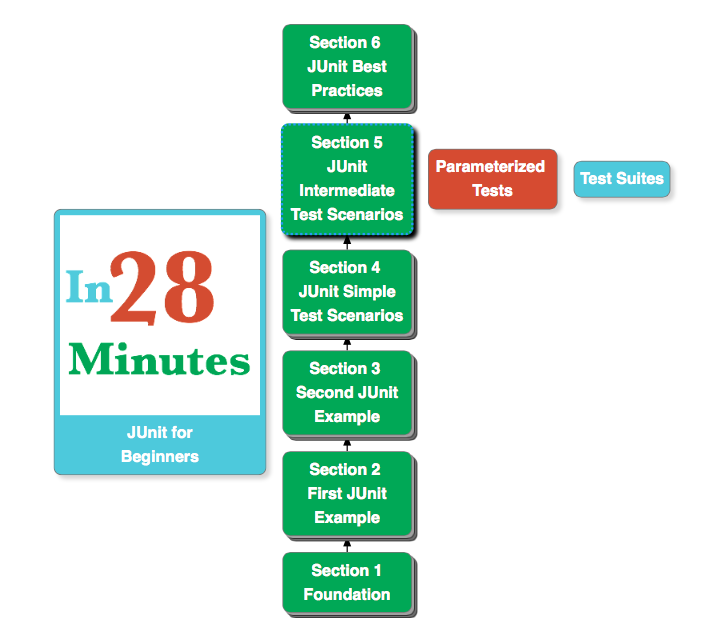 Section 6
JUnit Best
Practices
Section 5
JUnit
Intermediate
Test Scenarios
Parameterized
Tests
Test Suites
In28
Minutes
JUnit for
Beginners
Section 4
JUnit Simple
Test Scenarios
Section 3
Second JUnit
Example
Section 2
First JUnit
Example
Section 1
Foundation